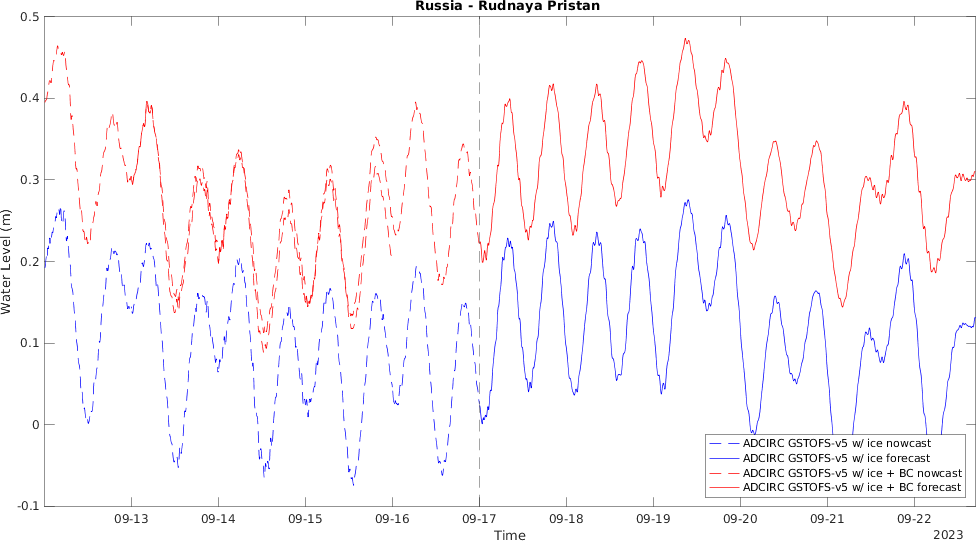 Russia - Rudnaya Pristan
0.5
0.4
0.3
0.2
0.1
0
-0.1
Water Level (m)
09-13 09-14 09-15 09-16 09-17 09-18 09-19 09-20 09-21 09-22
Time
2023
ADCIRC GSTOFS-v5 w/ ice nowcast
ADCIRC GSTOFS-v5 w/ ice forecast
ADCIRC GSTOFS-v5 w/ ice + BC nowcast
ADCIRC GSTOFS-v5 w/ ice + BC forecast